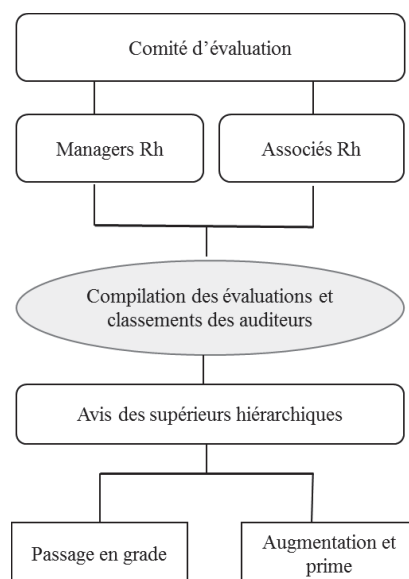 Comité d'évaluation
Managers Rh
Associés Rh
Compilation des évaluations et
classements des auditeurs
Avis des supérieurs hiérarchiques
Passage en grade
Augmentation et
prime